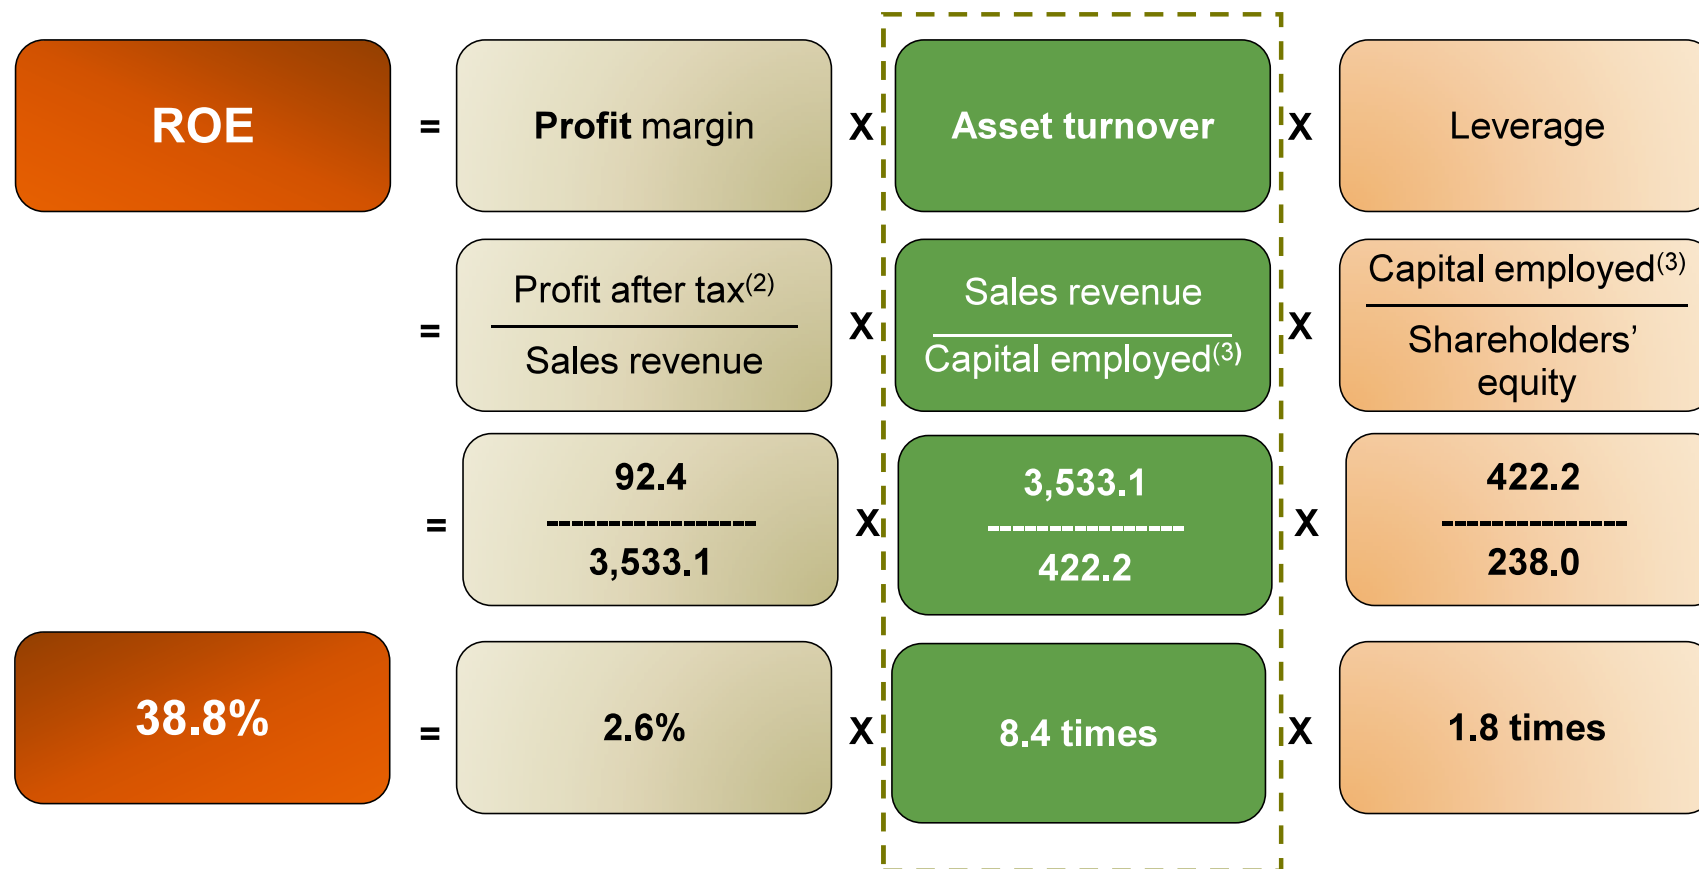 ROE = Profit margin X Asset turnover X Leverage
= Profit after tax(2) X Sales revenue X Capital employed(3)
Sales revenue Capital employed(3) Shareholders'
equity
92.4 3,533.1 422.2
= ----------------- X ---------------- X ---------------
3,533.1 422.2 238.0
38.8% = 2.6% X 8.4 times X 1.8 times